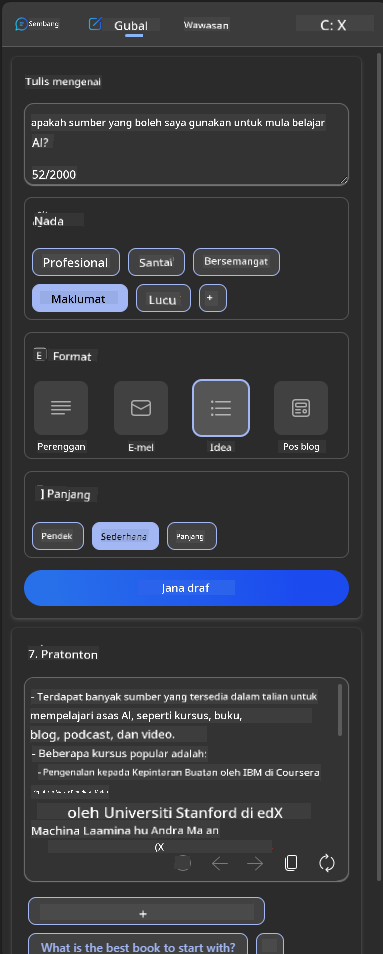 Sembang
Gubal
Wawasan
C: X
Tulis mengenai
apakah sumber yang boleh saya gunakan untuk mula belajar
AI?
52/2000
Nada
Profesional
Santai
Bersemangat
Maklumat
Lucu
+
E Format
Perenggan
E-mel
Idea
Pos blog
] Panjang
Pendek
Sederhana
Panjang
Jana draf
7. Pratonton
- Terdapat banyak sumber yang tersedia dalam talian untuk
mempelajari asas AI, seperti kursus, buku,
blog, podcast, dan video.
- Beberapa kursus popular adalah:
- Pengenalan kepada Kepintaran Buatan oleh IBM di Coursera
oleh Universiti Stanford di edX
Machina Laamina hu Andra Ma an
(X
+
What is the best book to start with?